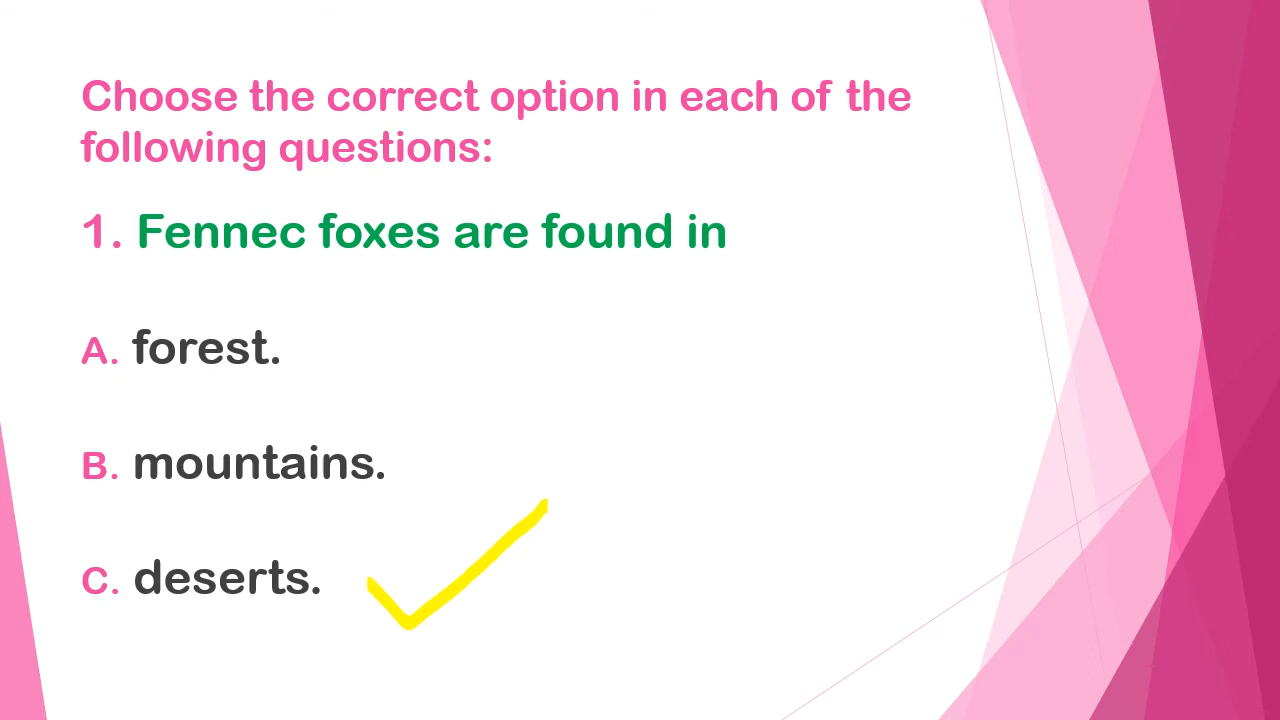 Choose the correct option in each of the
following questions:
1. Fennec foxes are found in
A. forest.
B. mountains.
C. deserts.